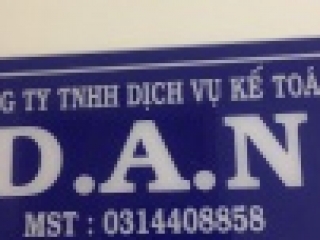 G TY TNHH DỊCH VỤ KẾ TOÁ
D.A.N
MST : 0314408858